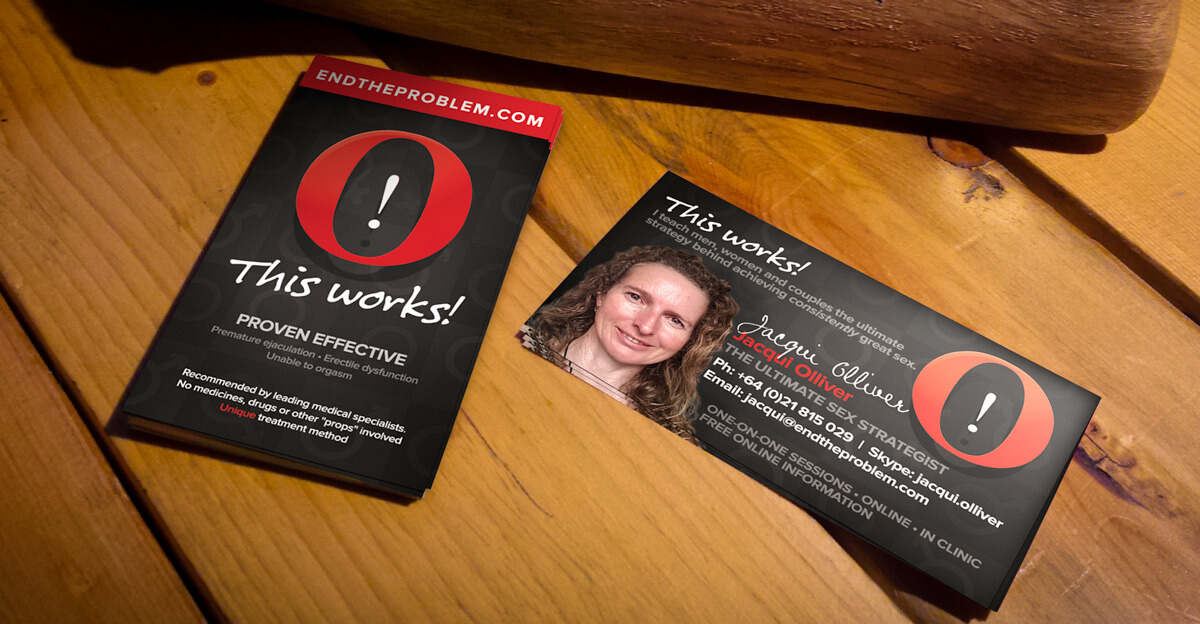 ENDTHEPROBLEM.COM
O!
This works!
PROVEN EFFECTIVE
Premature ejaculation • Erectile dysfunction
Unable to orgasm
Recommended by leading medical specialists.
No medicines, drugs or other "props" involved
Unique treatment method
This works!
I teach men, women and couples the ultimate
strategy behind achieving consistently great sex.
Jacqui Olliver
Jacqui Olliver
THE ULTIMATE SEX STRATEGIST
Ph: +64 (0)21 815 029 | Skype: jacqui.olliver
Email: jacqui@endtheproblem.com
ONE-ON-ONE SESSIONS • ONLINE • IN CLINIC
FREE ONLINE INFORMATION
O!